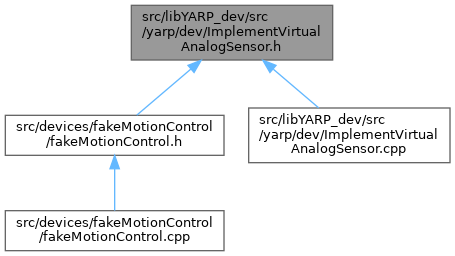 src/libYARP_dev/src
/yarp/dev/ImplementVirtual
AnalogSensor.h
src/devices/fakeMotionControl
/fakeMotionControl.h
src/libYARP_dev/src
/yarp/dev/ImplementVirtual
AnalogSensor.cpp
src/devices/fakeMotionControl
/fakeMotionControl.cpp